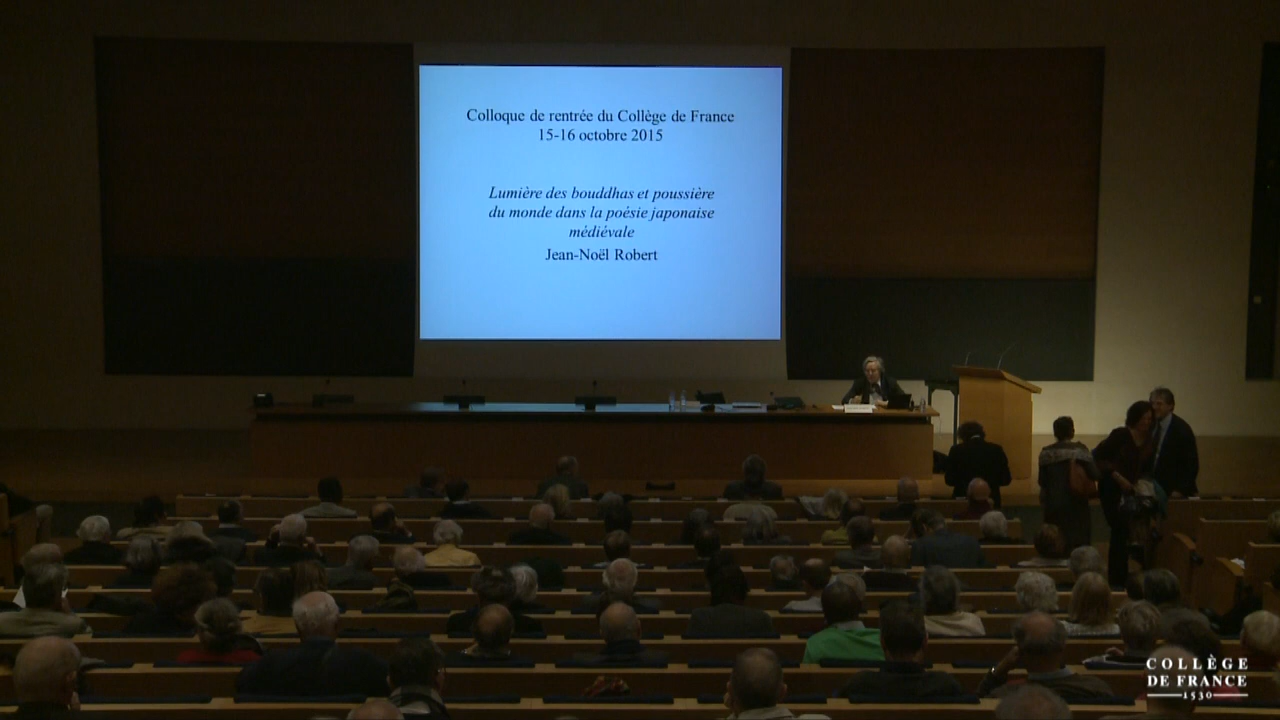 Colloque de rentrée du Collège de France
15-16 octobre 2015
Lumière des bouddhas et poussière
du monde dans la poésie japonaise
médiévale
Jean-Noël Robert
COLLÈGE
DE FRANCE
1530